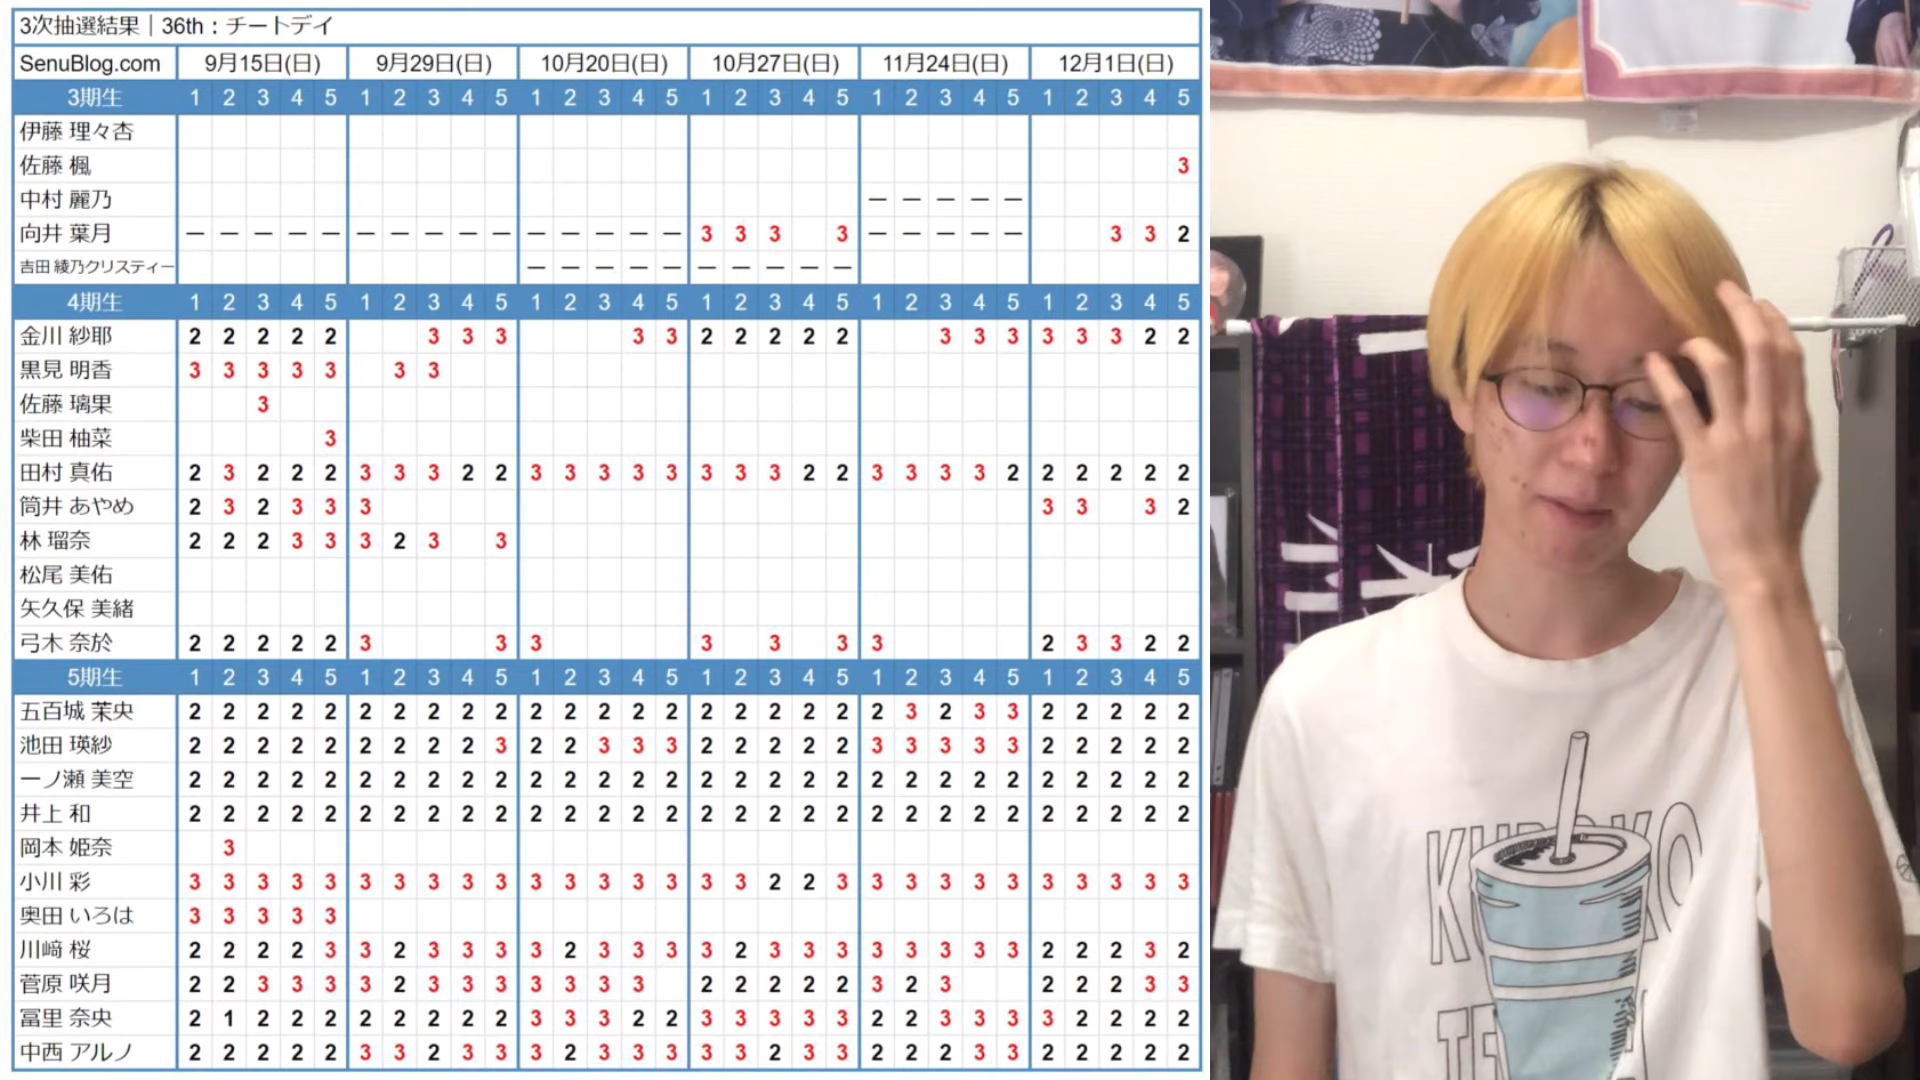 3次抽選結果｜36th：チートデイ
SenuBlog.com 9月15日(日) 9月29日(日) 10月20日(日) 10月27日(日) 11月24日(日) 12月1日(日)
3期生 1 2 3 4 5 1 2 3 4 5 1 2 3 4 5 1 2 3 4 5 1 2 3 4 5 1 2 3 4 5
伊藤 理々杏
佐藤 楓 3
中村 麗乃 — — — — —
向井 葉月 — — — — — — — — — — — — — — — 3 3 3 3 — — — — — 3 3 2
吉田 綾乃クリスティー — — — — — — — — — —
4期生 1 2 3 4 5 1 2 3 4 5 1 2 3 4 5 1 2 3 4 5 1 2 3 4 5 1 2 3 4 5
金川 紗耶 2 2 2 2 2 3 3 3 3 3 2 2 2 2 2 3 3 3 3 3 3 2 2
黒見 明香 3 3 3 3 3 3 3
佐藤 璃果 3
柴田 柚菜 3
田村 真佑 2 3 2 2 2 3 3 3 2 2 3 3 3 3 3 3 3 3 2 2 3 3 3 3 2 2 2 2 2 2
筒井 あやめ 2 3 2 3 3 3 3 3 3 2
林 瑠奈 2 2 2 3 3 3 2 3 3
松尾 美佑
矢久保 美緒
弓木 奈於 2 2 2 2 2 3 3 3 3 3 3 3 2 3 3 2 2
5期生 1 2 3 4 5 1 2 3 4 5 1 2 3 4 5 1 2 3 4 5 1 2 3 4 5 1 2 3 4 5
五百城 茉央 2 2 2 2 2 2 2 2 2 2 2 2 2 2 2 2 2 2 2 2 2 3 2 3 3 2 2 2 2 2
池田 瑛紗 2 2 2 2 2 2 2 2 2 3 2 2 3 3 3 2 2 2 2 2 3 3 3 3 3 2 2 2 2 2
一ノ瀬 美空 2 2 2 2 2 2 2 2 2 2 2 2 2 2 2 2 2 2 2 2 2 2 2 2 2 2 2 2 2 2
井上 和 2 2 2 2 2 2 2 2 2 2 2 2 2 2 2 2 2 2 2 2 2 2 2 2 2 2 2 2 2 2
岡本 姫奈 3
小川 彩 3 3 3 3 3 3 3 3 3 3 3 3 3 3 3 3 3 2 2 3 3 3 3 3 3 3 3 3 3 3
奥田 いろは 3 3 3 3 3
川﨑 桜 2 2 2 2 3 3 2 3 3 3 3 2 3 3 3 3 2 3 3 3 3 3 3 3 3 2 2 2 3 2
菅原 咲月 2 2 3 3 3 3 2 3 3 3 3 3 3 3 2 2 2 2 2 3 2 3 2 2 2 3 3
冨里 奈央 2 1 2 2 2 2 2 2 2 2 3 3 3 2 2 3 3 3 3 3 2 2 3 3 3 3 2 2 2 2
中西 アルノ 2 2 2 2 2 3 3 2 3 3 3 2 3 3 3 3 3 2 3 3 2 2 2 3 3 2 2 2 2 2